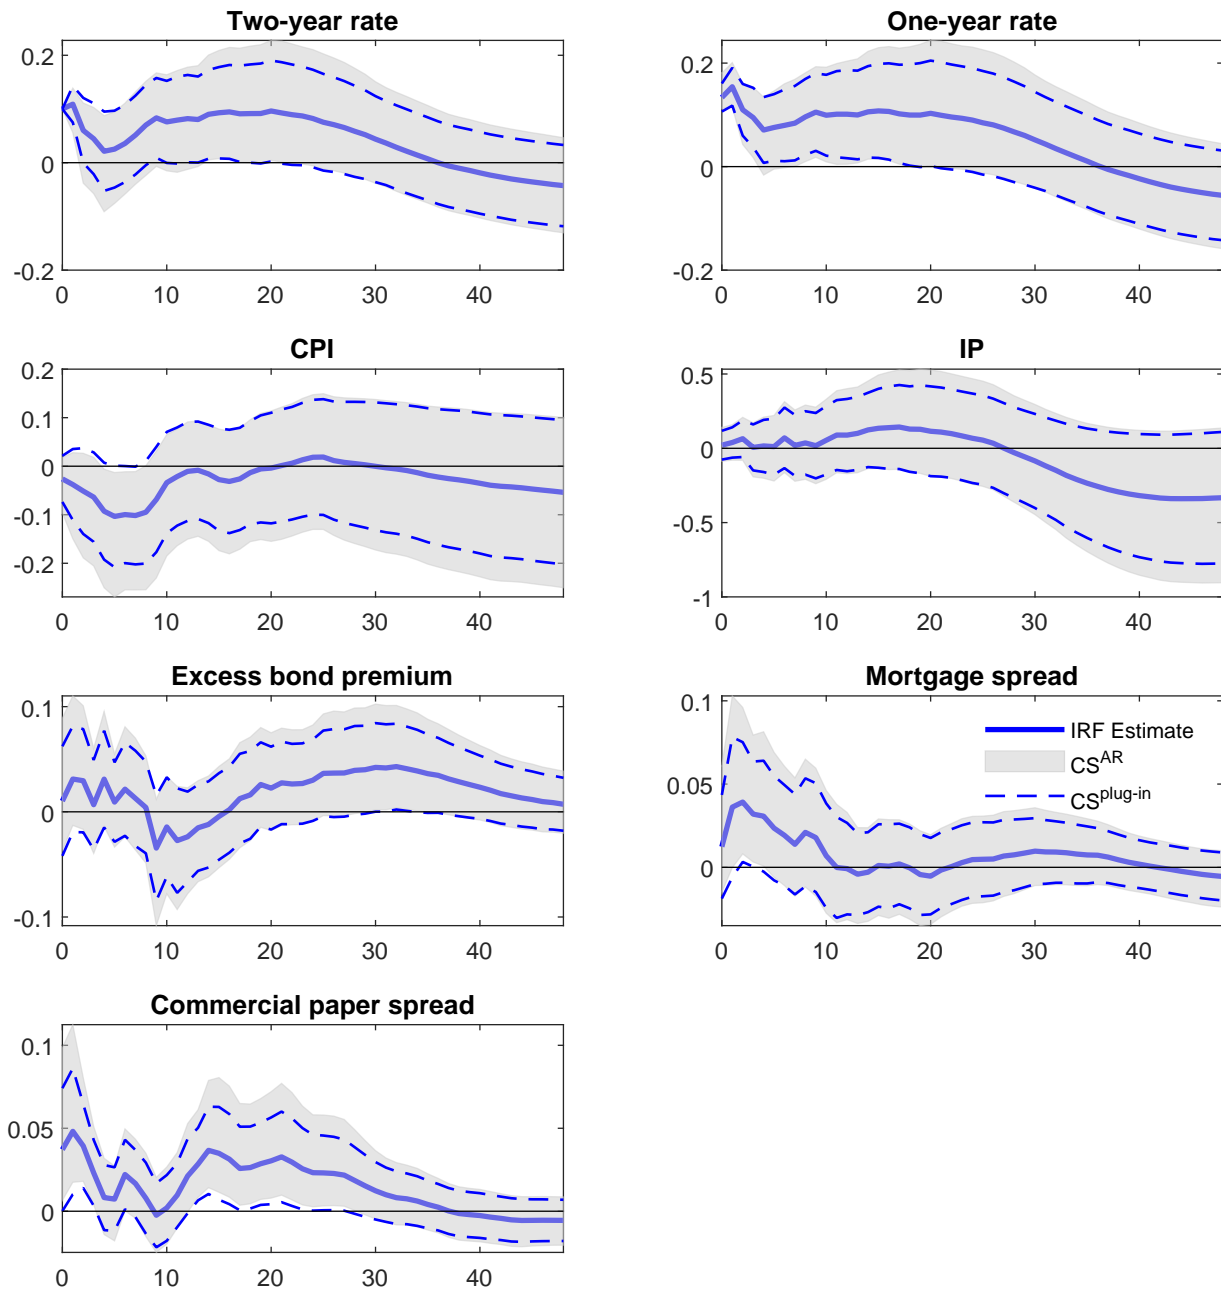 Two-year rate
0.2
0
-0.2
0 10 20 30 40
One-year rate
0.2
0
-0.2
0 10 20 30 40
CPI
0.2
0.1
0
-0.1
-0.2
0 10 20 30 40
IP
0.5
0
-0.5
-1
0 10 20 30 40
Excess bond premium
0.1
0
-0.1
0 10 20 30 40
Mortgage spread
0.1
0.05
0
0 10 20 30 40
IRF Estimate
CS^AR
CS^plug-in
Commercial paper spread
0.1
0.05
0
0 10 20 30 40